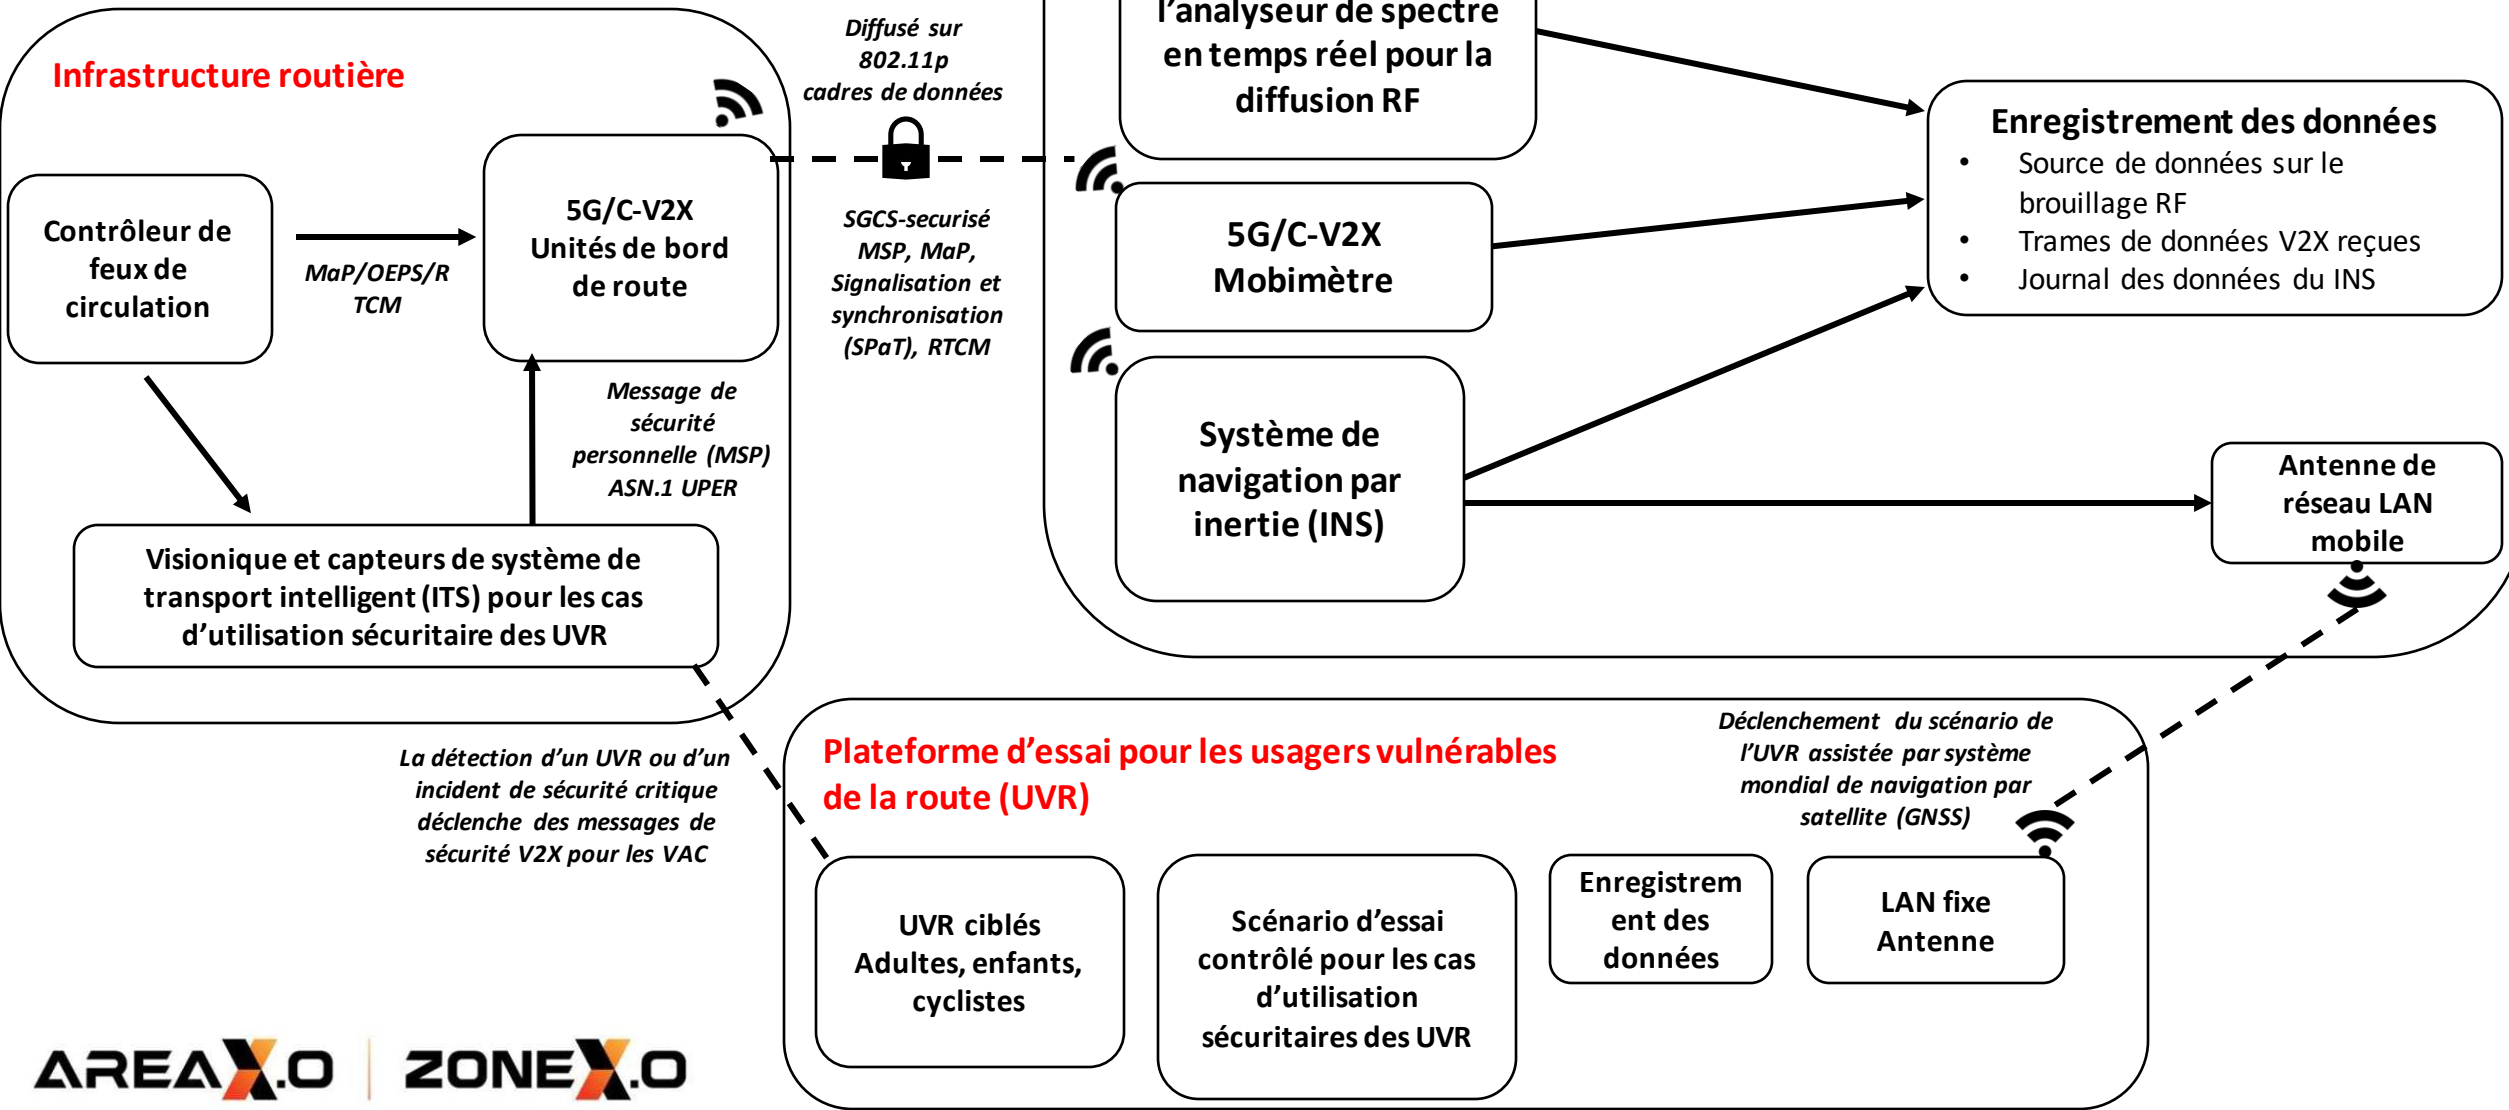 Infrastructure routière
Contrôleur de
feux de
circulation
MaP/OEPS/R
TCM
5G/C-V2X
Unités de bord
de route
Message de
sécurité
personnelle (MSP)
ASN.1 UPER
Visionique et capteurs de système de
transport intelligent (ITS) pour les cas
d’utilisation sécuritaire des UVR
Diffusé sur
802.11p
cadres de données
SGCS-securisé
MSP, MaP,
Signalisation et
synchronisation
(SPaT), RTCM
l’analyseur de spectre
en temps réel pour la
diffusion RF
5G/C-V2X
Mobimètre
Système de
navigation par
inertie (INS)
Enregistrement des données
• Source de données sur le
brouillage RF
• Trames de données V2X reçues
• Journal des données du INS
Antenne de
réseau LAN
mobile
La détection d’un UVR ou d’un
incident de sécurité critique
déclenche des messages de
sécurité V2X pour les VAC
Plateforme d’essai pour les usagers vulnérables
de la route (UVR)
Déclenchement du scénario de
l’UVR assistée par système
mondial de navigation par
satellite (GNSS)
UVR ciblés
Adultes, enfants,
cyclistes
Scénario d’essai
contrôlé pour les cas
d’utilisation
sécuritaires des UVR
Enregistrem
ent des
données
LAN fixe
Antenne
AREAX.O | ZONEX.O